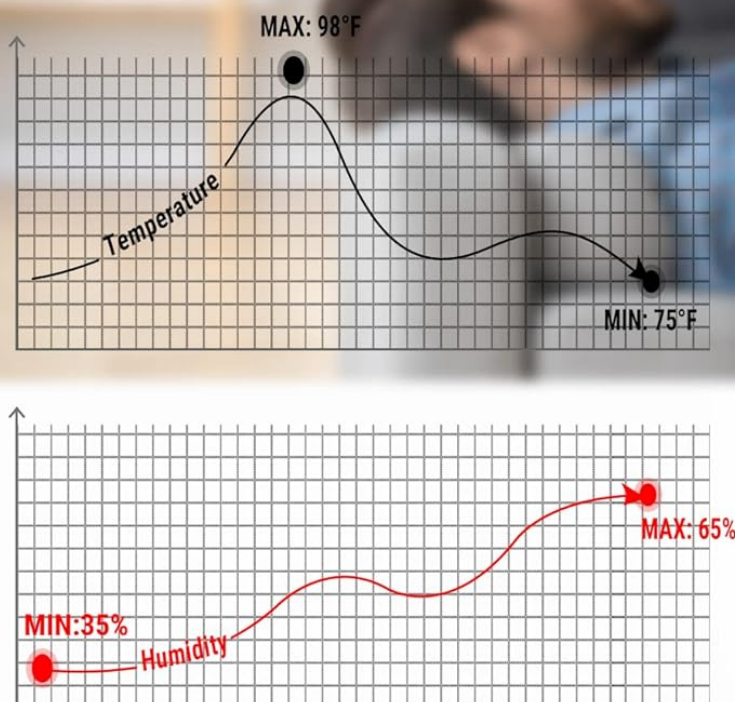 MAX: 98°F
Temperature
MIN: 75°F
MAX: 65%
MIN:35%
Humidity